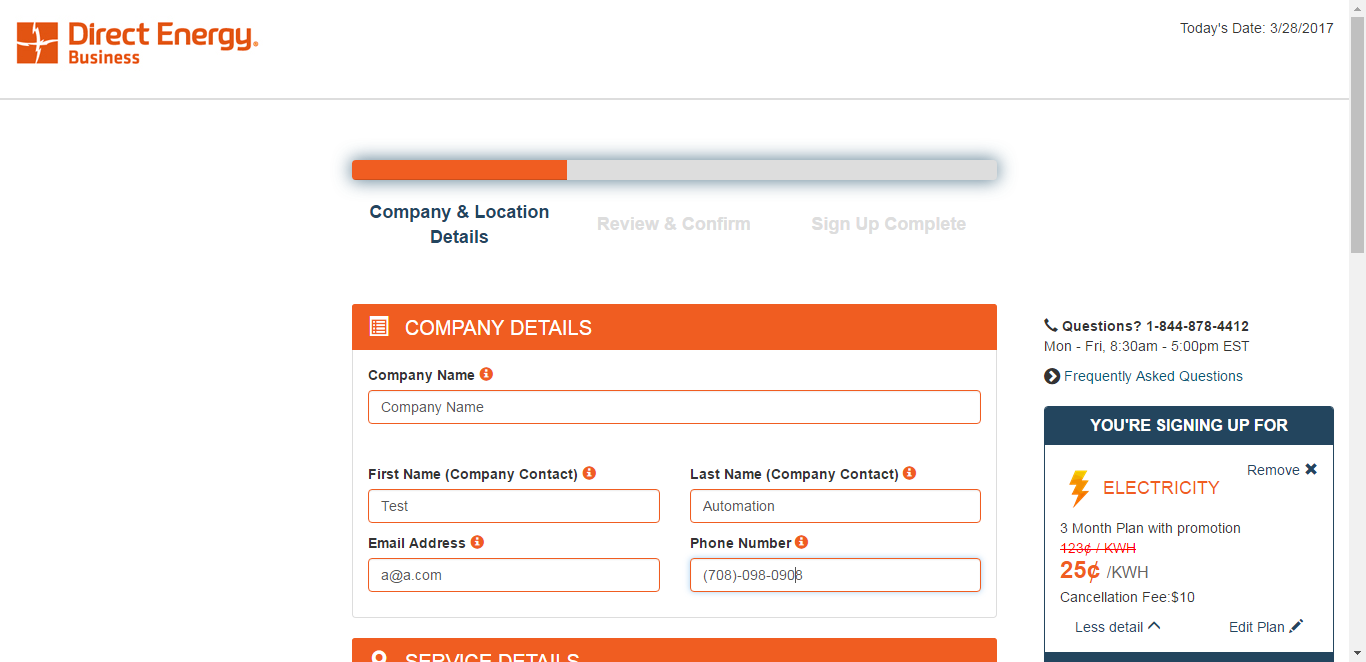 Direct Energy®
Business
Today's Date: 3/28/2017
Company & Location
Details
Review & Confirm
Sign Up Complete
COMPANY DETAILS
Company Name
Company Name
First Name (Company Contact)
Last Name (Company Contact)
Test
Automation
Email Address
Phone Number
a@a.com
(708)-098-0908
SERVICE DETAILS
Questions? 1-844-878-4412
Mon - Fri, 8:30am - 5:00pm EST
Frequently Asked Questions
YOU'RE SIGNING UP FOR
Remove
ELECTRICITY
3 Month Plan with promotion
123¢ / KWH
25¢ /KWH
Cancellation Fee:$10
Less detail
Edit Plan